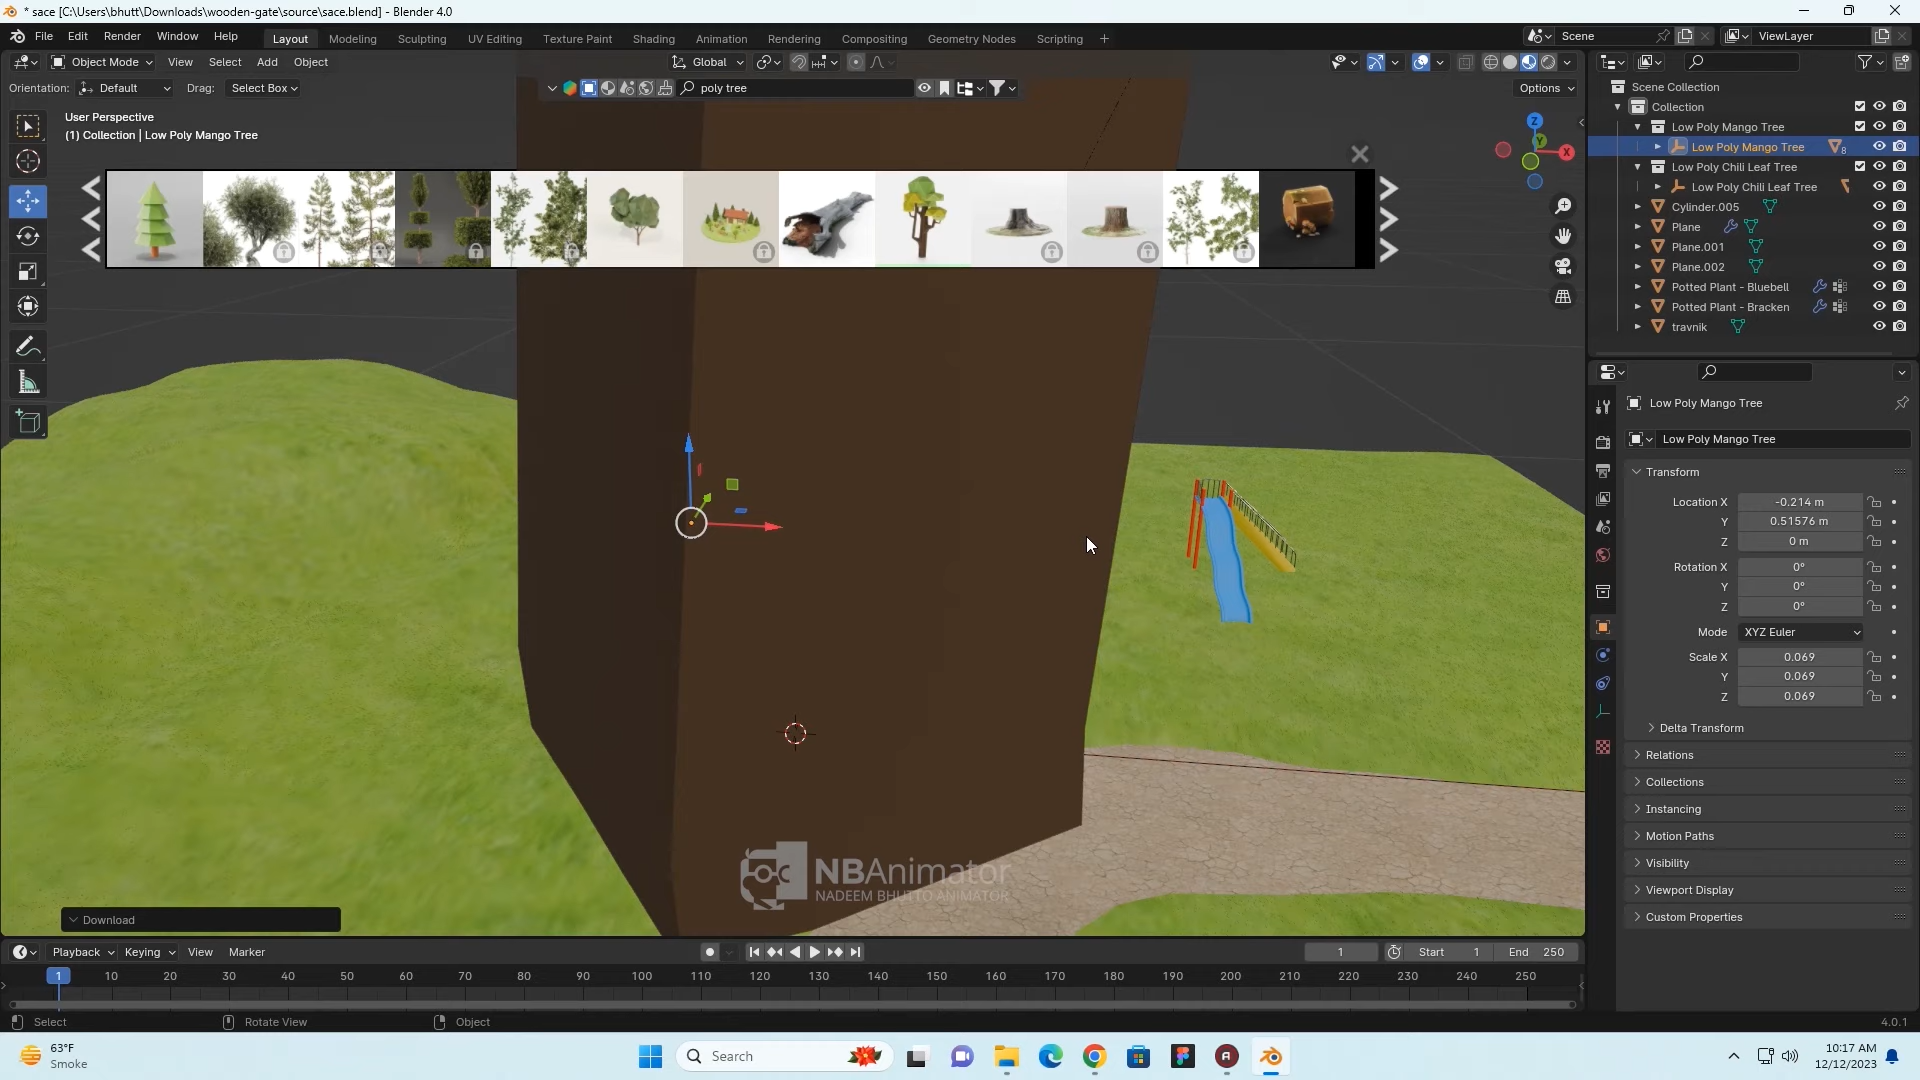 * sace [C:\Users\bhutt\Downloads\wooden-gate\source\sace.blend] - Blender 4.0
File Edit Render Window Help Layout Modeling Sculpting UV Editing Texture Paint Shading Animation Rendering Compositing Geometry Nodes Scripting + Scene ViewLayer
Object Mode View Select Add Object Global
Orientation: Default Drag: Select Box poly tree Options
User Perspective
(1) Collection | Low Poly Mango Tree
Z
Y
X
Scene Collection
Collection
Low Poly Mango Tree
Low Poly Mango Tree 8
Low Poly Chili Leaf Tree
Low Poly Chili Leaf Tree
Cylinder.005
Plane
Plane.001
Plane.002
Potted Plant - Bluebell
Potted Plant - Bracken
travnik
Low Poly Mango Tree
Low Poly Mango Tree
Transform
Location X -0.214 m
Y 0.51576 m
Z 0 m
Rotation X 0°
Y 0°
Z 0°
Mode XYZ Euler
Scale X 0.069
Y 0.069
Z 0.069
Delta Transform
Relations
Collections
Instancing
Motion Paths
Visibility
Viewport Display
Custom Properties
NBAnimator
NADEEM BHUTTO ANIMATOR
Download
Playback Keying View Marker 1 Start 1 End 250
1 10 20 30 40 50 60 70 80 90 100 110 120 130 140 150 160 170 180 190 200 210 220 230 240 250
Select Rotate View Object 4.0.1
63°F
Smoke
Search
10:17 AM
12/12/2023